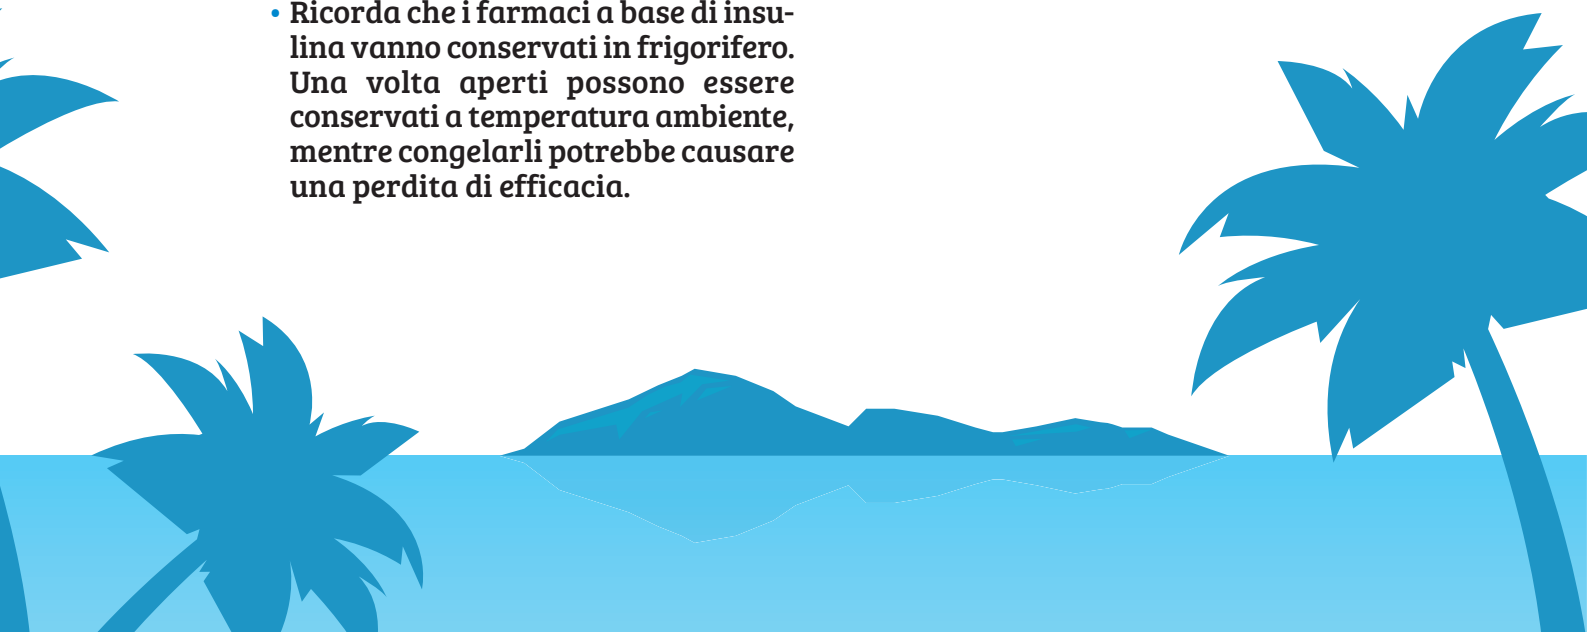 • Ricorda che i farmaci a base di insu-
lina vanno conservati in frigorifero.
Una volta aperti possono essere
conservati a temperatura ambiente,
mentre congelarli potrebbe causare
una perdita di efficacia.